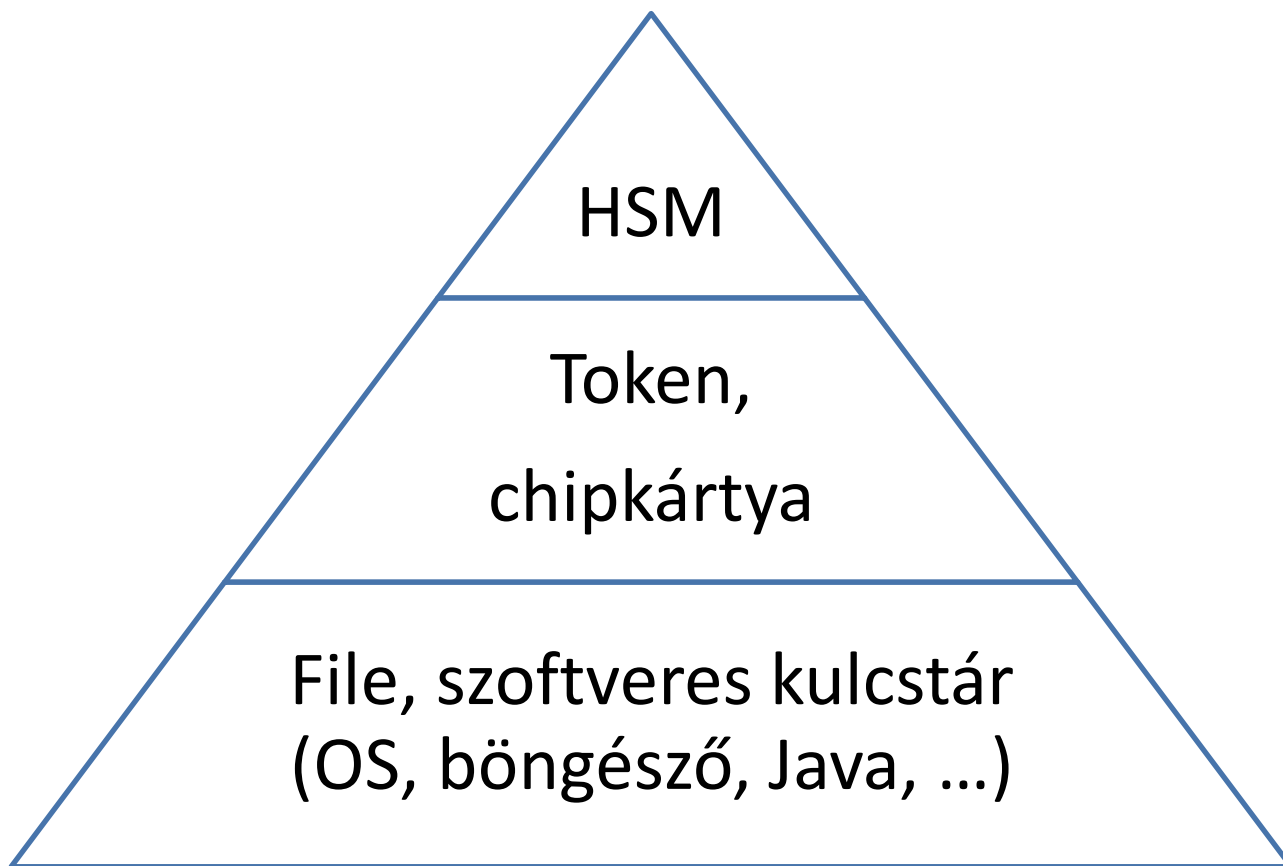 HSM
Token,
chipkártya
File, szoftveres kulcstár
(OS, böngésző, Java, …)